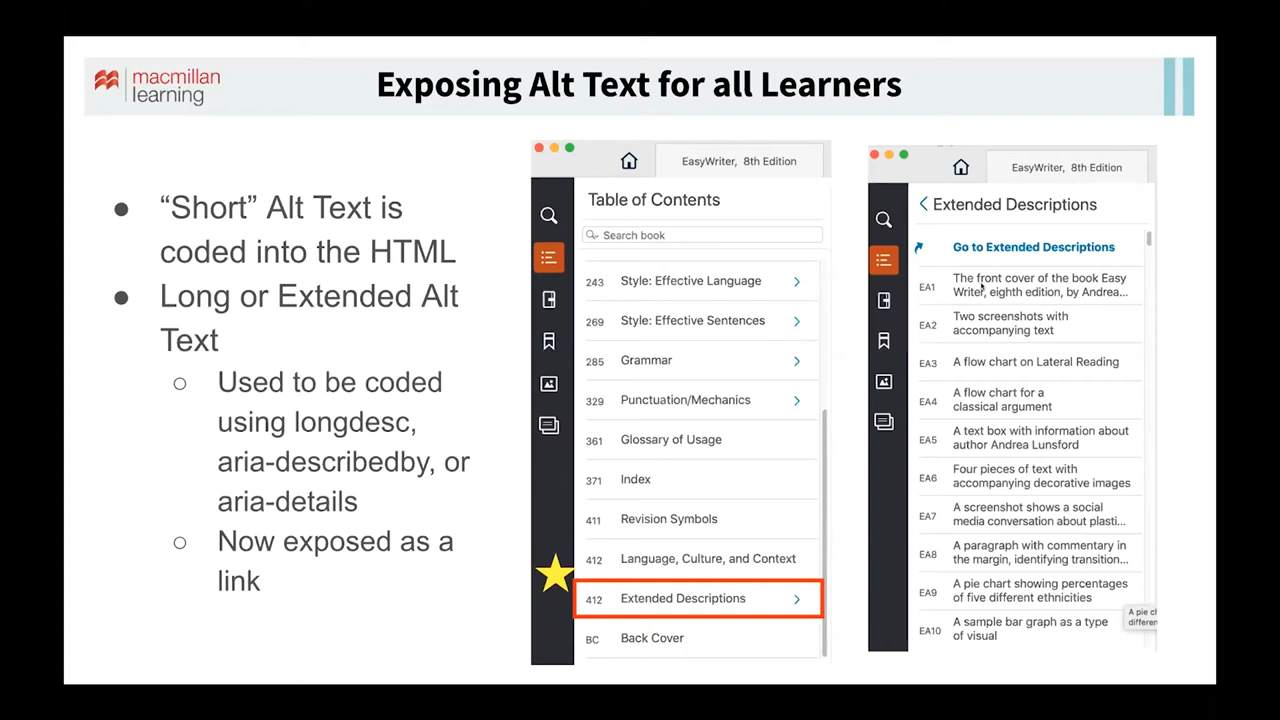 macmillan
learning
Exposing Alt Text for all Learners
● “Short” Alt Text is
coded into the HTML
● Long or Extended Alt
Text
○ Used to be coded
using longdesc,
aria-describedby, or
aria-details
○ Now exposed as a
link
EasyWriter, 8th Edition
Table of Contents
Search book
243 Style: Effective Language
269 Style: Effective Sentences
285 Grammar
329 Punctuation/Mechanics
361 Glossary of Usage
371 Index
411 Revision Symbols
412 Language, Culture, and Context
412 Extended Descriptions
BC Back Cover
EasyWriter, 8th Edition
Extended Descriptions
Go to Extended Descriptions
EA1 The front cover of the book Easy
Writer, eighth edition, by Andrea...
EA2 Two screenshots with
accompanying text
EA3 A flow chart on Lateral Reading
EA4 A flow chart for a
classical argument
EA5 A text box with information about
author Andrea Lunsford
EA6 Four pieces of text with
accompanying decorative images
EA7 A screenshot shows a social
media conversation about plasti...
EA8 A paragraph with commentary in
the margin, identifying transition...
EA9 A pie chart showing percentages
of five different ethnicities
EA10 A sample bar graph as a type
of visual
A pie ch
differen